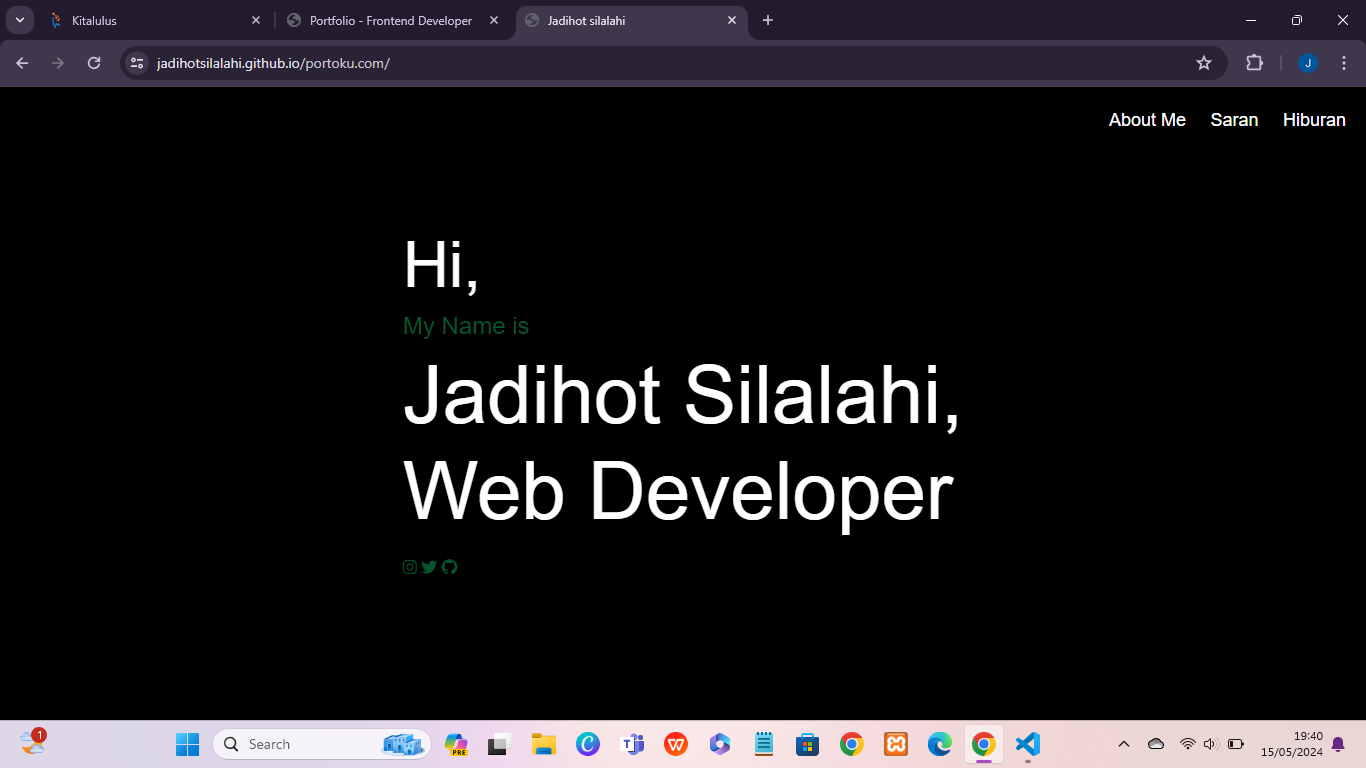 Kitalulus
Portfolio - Frontend Developer
Jadihot silalahi
jadihotsilalahi.github.io/portoku.com/
J
About Me
Saran
Hiburan
Hi,
My Name is
Jadihot Silalahi,
Web Developer
1
Search
PRE
19:40
15/05/2024